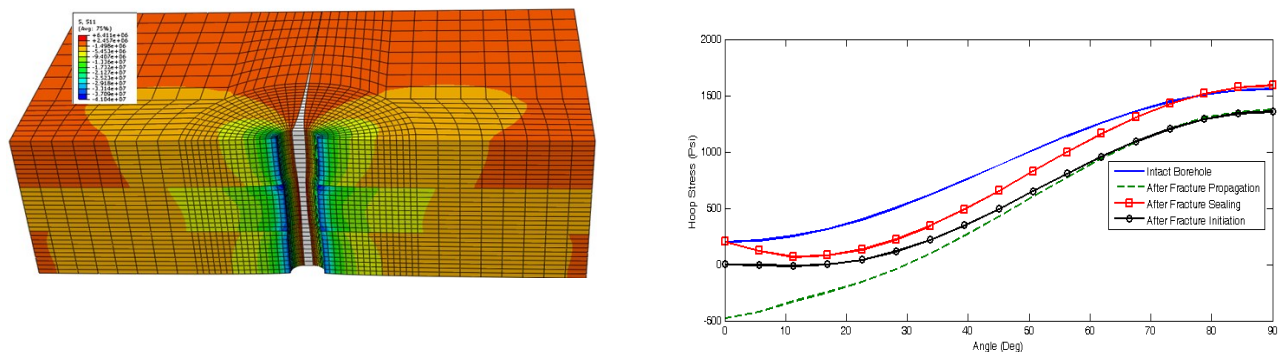 S, S11
(Avg: 75%)
+6.411e+06
+2.457e+06
-1.498e+06
-5.453e+06
-9.407e+06
-1.336e+07
-1.732e+07
-2.127e+07
-2.523e+07
-2.918e+07
-3.314e+07
-3.709e+07
-4.104e+07
2000
1500
1000
500
0
-500
Hoop Stress (Psi)
0 10 20 30 40 50 60 70 80 90
Angle (Deg)
Intact Borehole
After Fracture Propagation
After Fracture Sealing
After Fracture Initiation